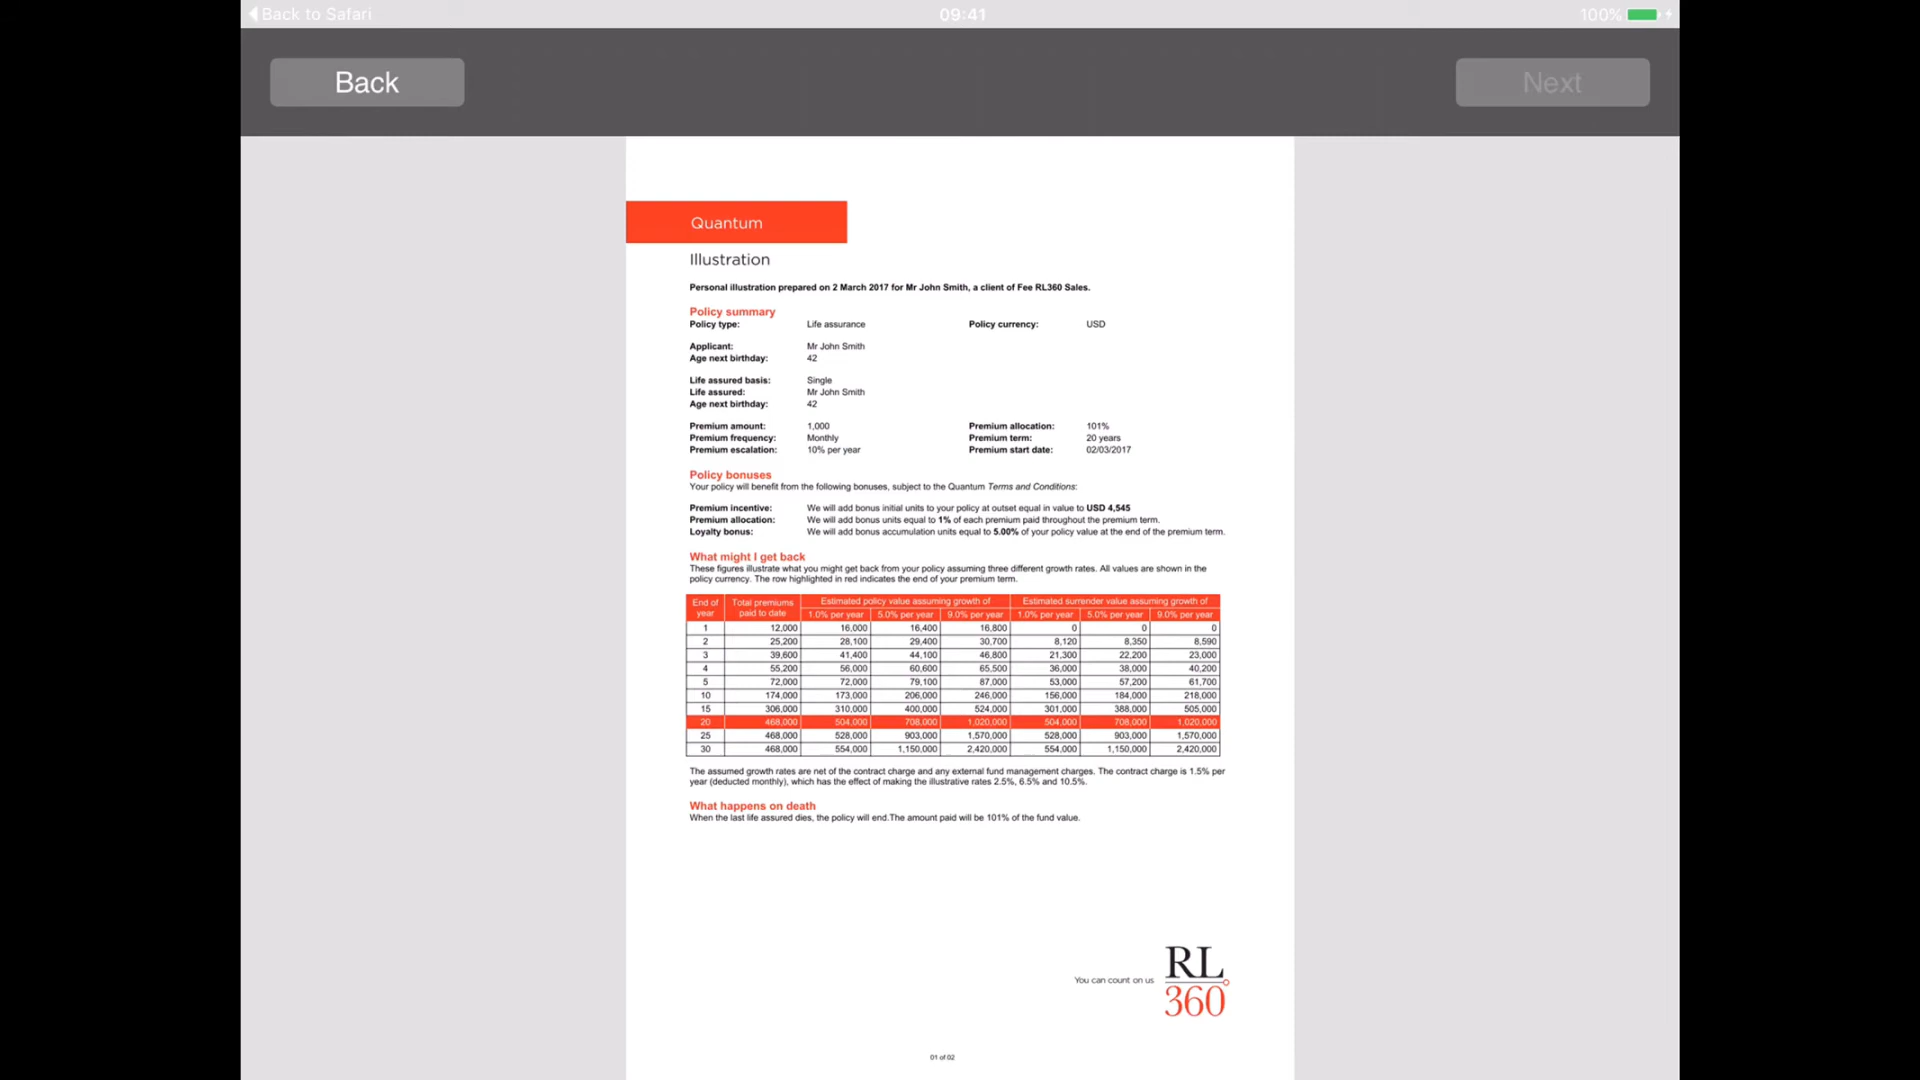 Back to Safari 09:41 100%
Back Next
Quantum
Illustration
Personal illustration prepared on 2 March 2017 for Mr John Smith, a client of Fee RL360 Sales.
Policy summary
Policy type: Life assurance Policy currency: USD
Applicant: Mr John Smith
Age next birthday: 42
Life assured basis: Single
Life assured: Mr John Smith
Age next birthday: 42
Premium amount: 1,000 Premium allocation: 101%
Premium frequency: Monthly Premium term: 20 years
Premium escalation: 10% per year Premium start date: 02/03/2017
Policy bonuses
Your policy will benefit from the following bonuses, subject to the Quantum Terms and Conditions:
Premium incentive: We will add bonus initial units to your policy at outset equal in value to USD 4,545
Premium allocation: We will add bonus units equal to 1% of each premium paid throughout the premium term.
Loyalty bonus: We will add bonus accumulation units equal to 5.00% of your policy value at the end of the premium term.
What might I get back
These figures illustrate what you might get back from your policy assuming three different growth rates. All values are shown in the
policy currency. The row highlighted in red indicates the end of your premium term.
End of Total premiums Estimated policy value assuming growth of Estimated surrender value assuming growth of
year paid to date 1.0% per year 5.0% per year 9.0% per year 1.0% per year 5.0% per year 9.0% per year
1 12,000 16,000 16,400 16,800 0 0 0
2 25,200 28,100 29,400 30,700 8,120 8,350 8,590
3 39,600 41,400 44,100 46,800 21,300 22,200 23,000
4 55,200 56,000 60,600 65,500 36,000 38,000 40,200
5 72,000 72,000 79,100 87,000 53,000 57,200 61,700
10 174,000 173,000 206,000 246,000 156,000 184,000 218,000
15 306,000 310,000 400,000 524,000 301,000 388,000 505,000
20 468,000 504,000 708,000 1,020,000 504,000 708,000 1,020,000
25 468,000 528,000 903,000 1,570,000 528,000 903,000 1,570,000
30 468,000 554,000 1,150,000 2,420,000 554,000 1,150,000 2,420,000
The assumed growth rates are net of the contract charge and any external fund management charges. The contract charge is 1.5% per
year (deducted monthly), which has the effect of making the illustrative rates 2.5%, 6.5% and 10.5%.
What happens on death
When the last life assured dies, the policy will end.The amount paid will be 101% of the fund value.
You can count on us
RL
360
01 of 02